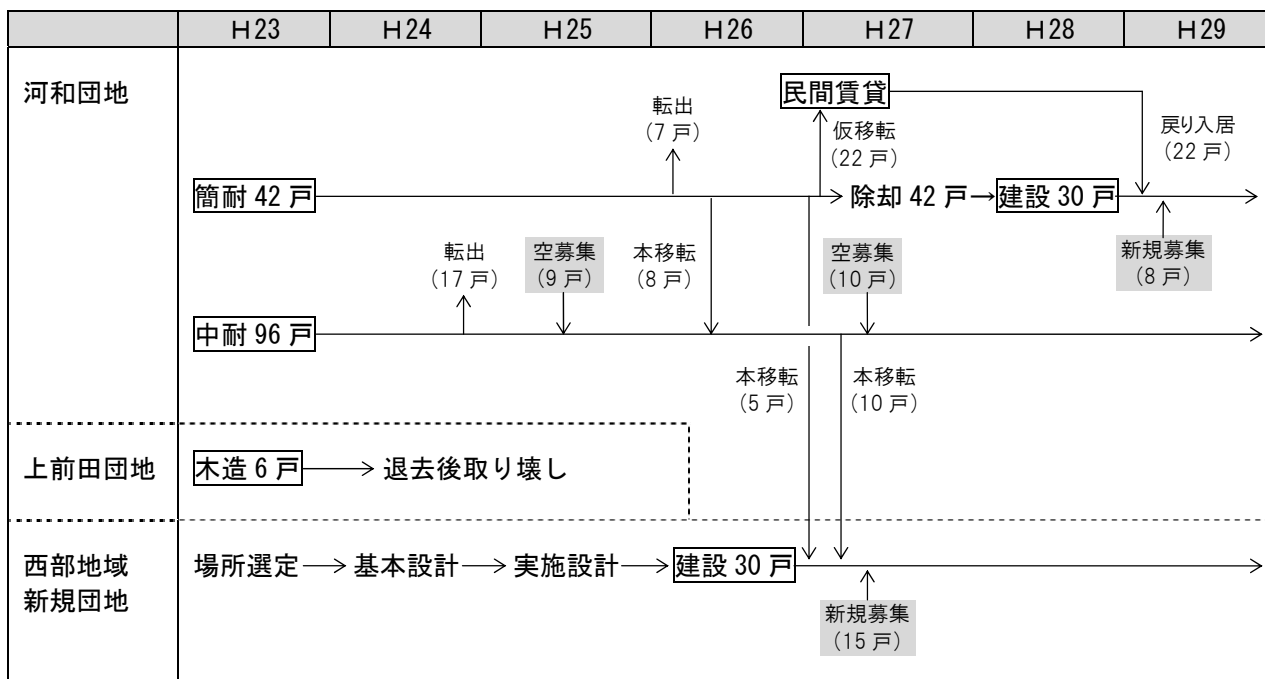 H23 H24 H25 H26 H27 H28 H29
河和団地
民間賃貸
転出
(7戸)
仮移転
(22戸)
戻り入居
(22戸)
簡耐42戸
除却42戸
建設30戸
転出
(17戸)
空募集
(9戸)
本移転
(8戸)
空募集
(10戸)
新規募集
(8戸)
中耐96戸
本移転
(5戸)
本移転
(10戸)
上前田団地
木造6戸
退去後取り壊し
西部地域
新規団地
場所選定
基本設計
実施設計
建設30戸
新規募集
(15戸)